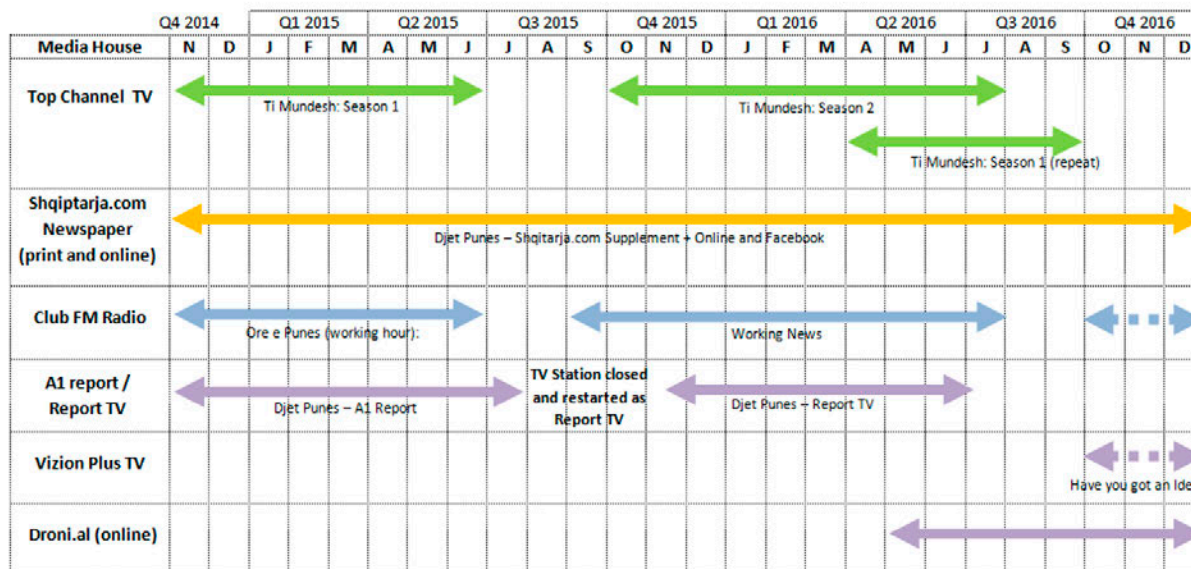 Q4 2014 Q1 2015 Q2 2015 Q3 2015 Q4 2015 Q1 2016 Q2 2016 Q3 2016 Q4 2016
Media House N D J F M A M J J A S O N D J F M A M J J A S O N D
Top Channel TV
Ti Mundesh: Season 1
Ti Mundesh: Season 2
Ti Mundesh: Season 1 (repeat)
Shqiptarja.com
Newspaper
(print and online)
Djet Punes – Shqitarja.com Supplement + Online and Facebook
Club FM Radio
Ore e Punes (working hour):
Working News
A1 report /
Report TV
Djet Punes – A1 Report
TV Station closed
and restarted as
Report TV
Djet Punes – Report TV
Vizion Plus TV
Have you got an Ide
Droni.al (online)